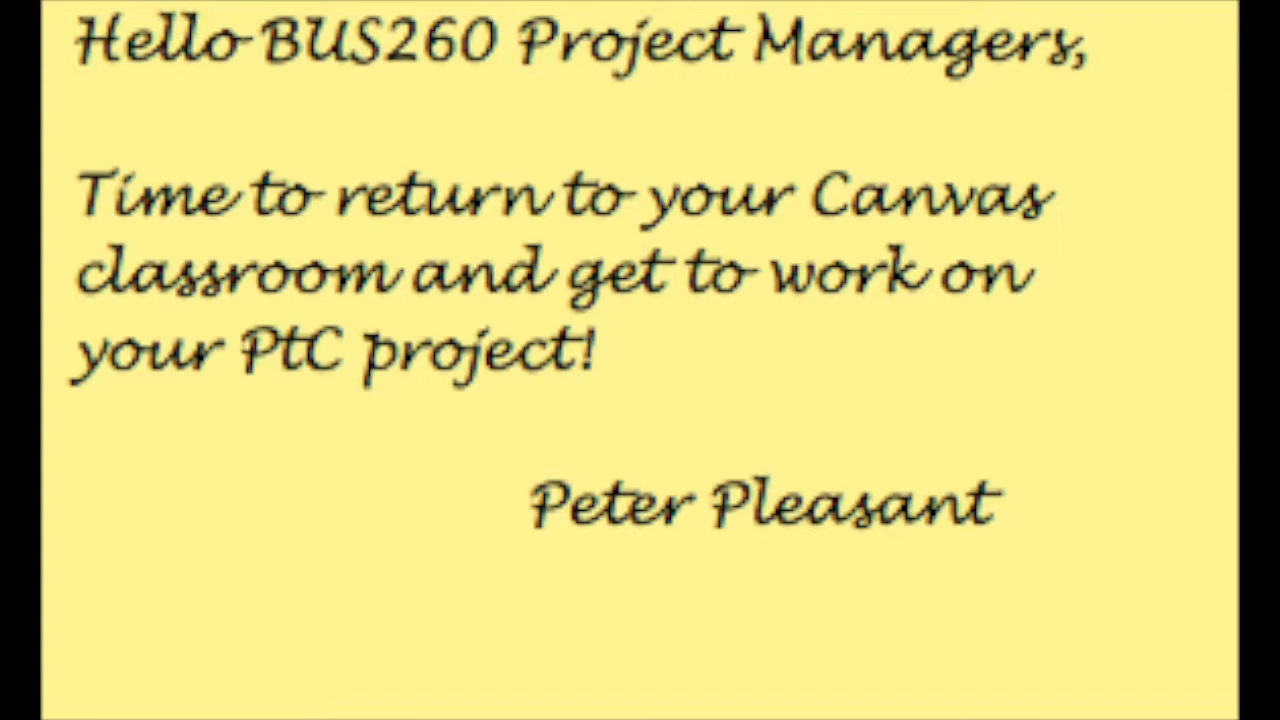 Hello BUS260 Project Managers,
Time to return to your Canvas
classroom and get to work on
your PtC project!
Peter Pleasant